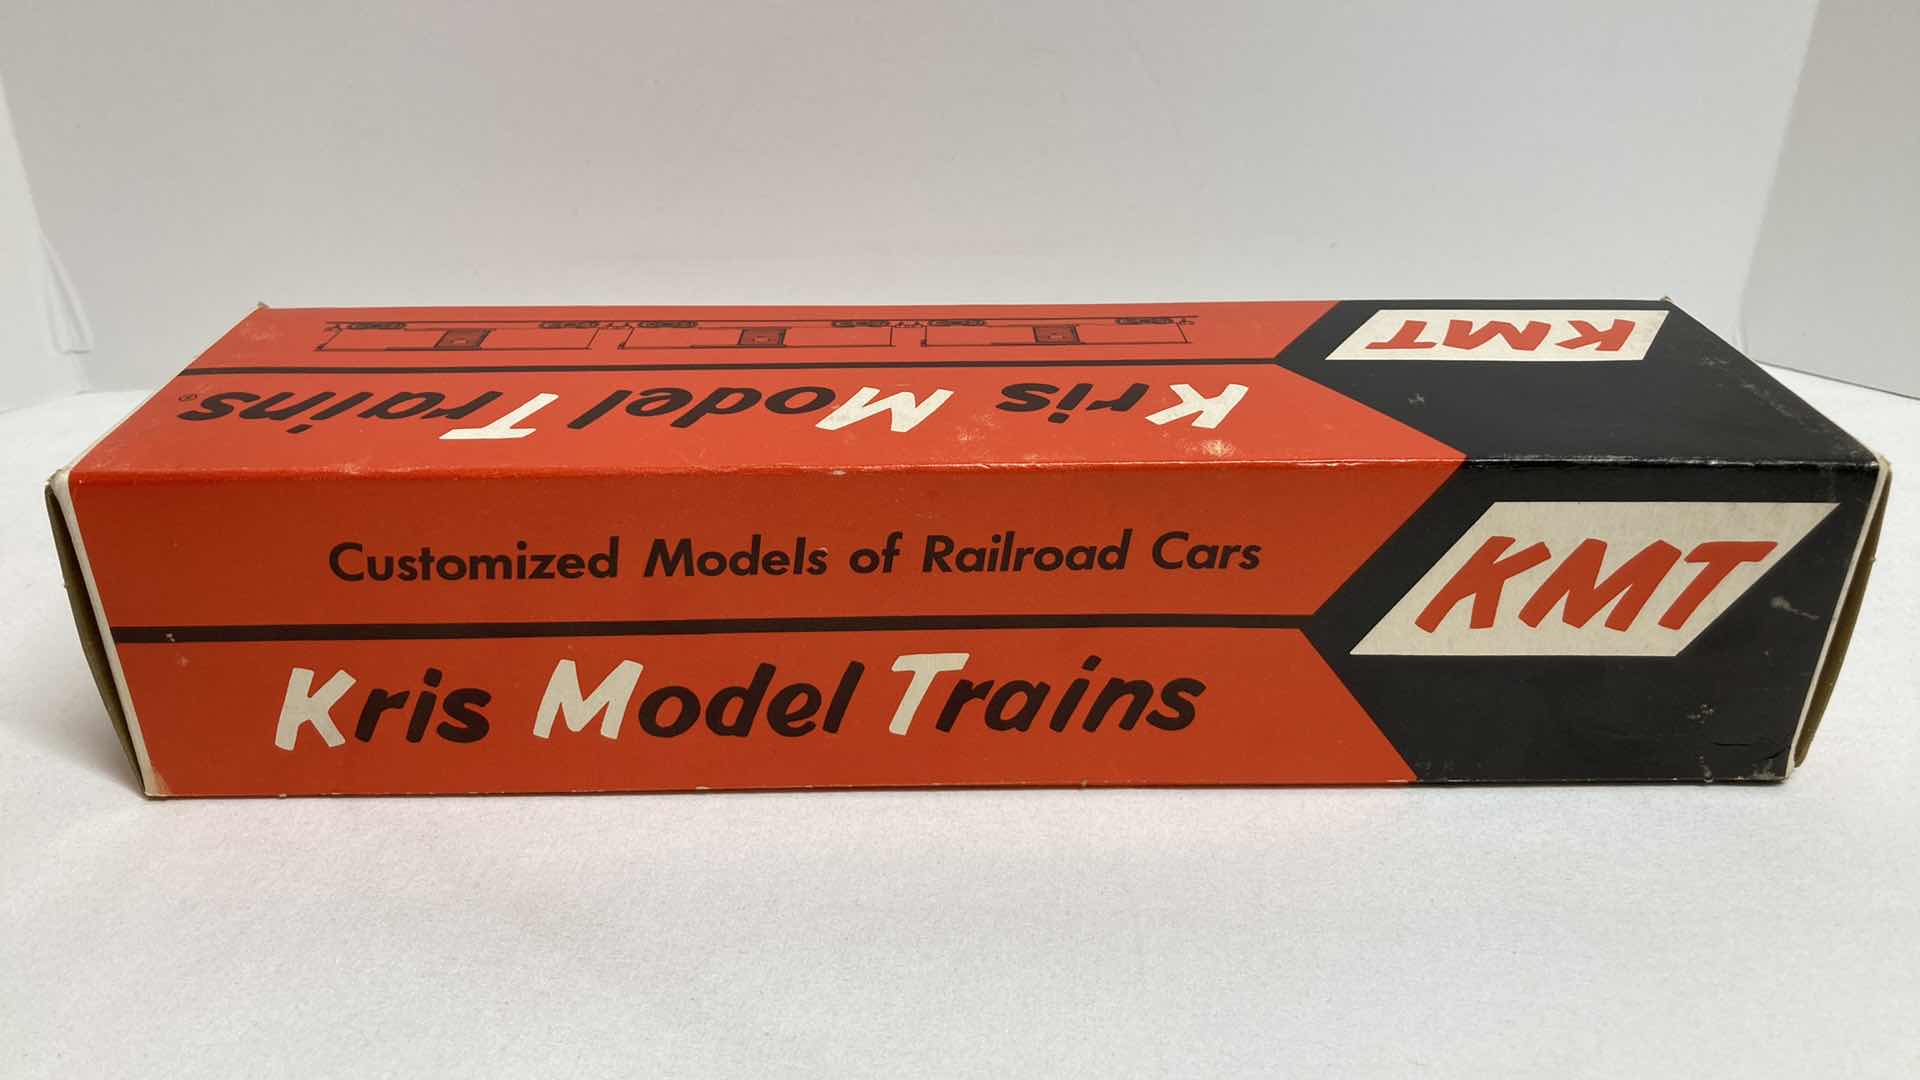 KMT
Kris Model Trains®
Customized Models of Railroad Cars
KMT
Kris Model Trains